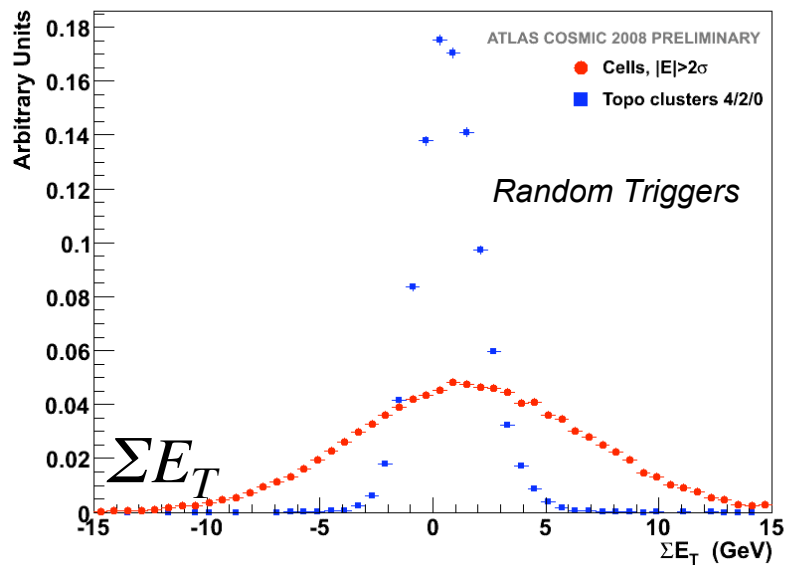 ATLAS COSMIC 2008 PRELIMINARY
Cells, |E|>2σ
Topo clusters 4/2/0
Random Triggers
Arbitrary Units
0.18
0.16
0.14
0.12
0.1
0.08
0.06
0.04
0.02
0
ΣE_T
-15 -10 -5 0 5 10 15
ΣE_T (GeV)